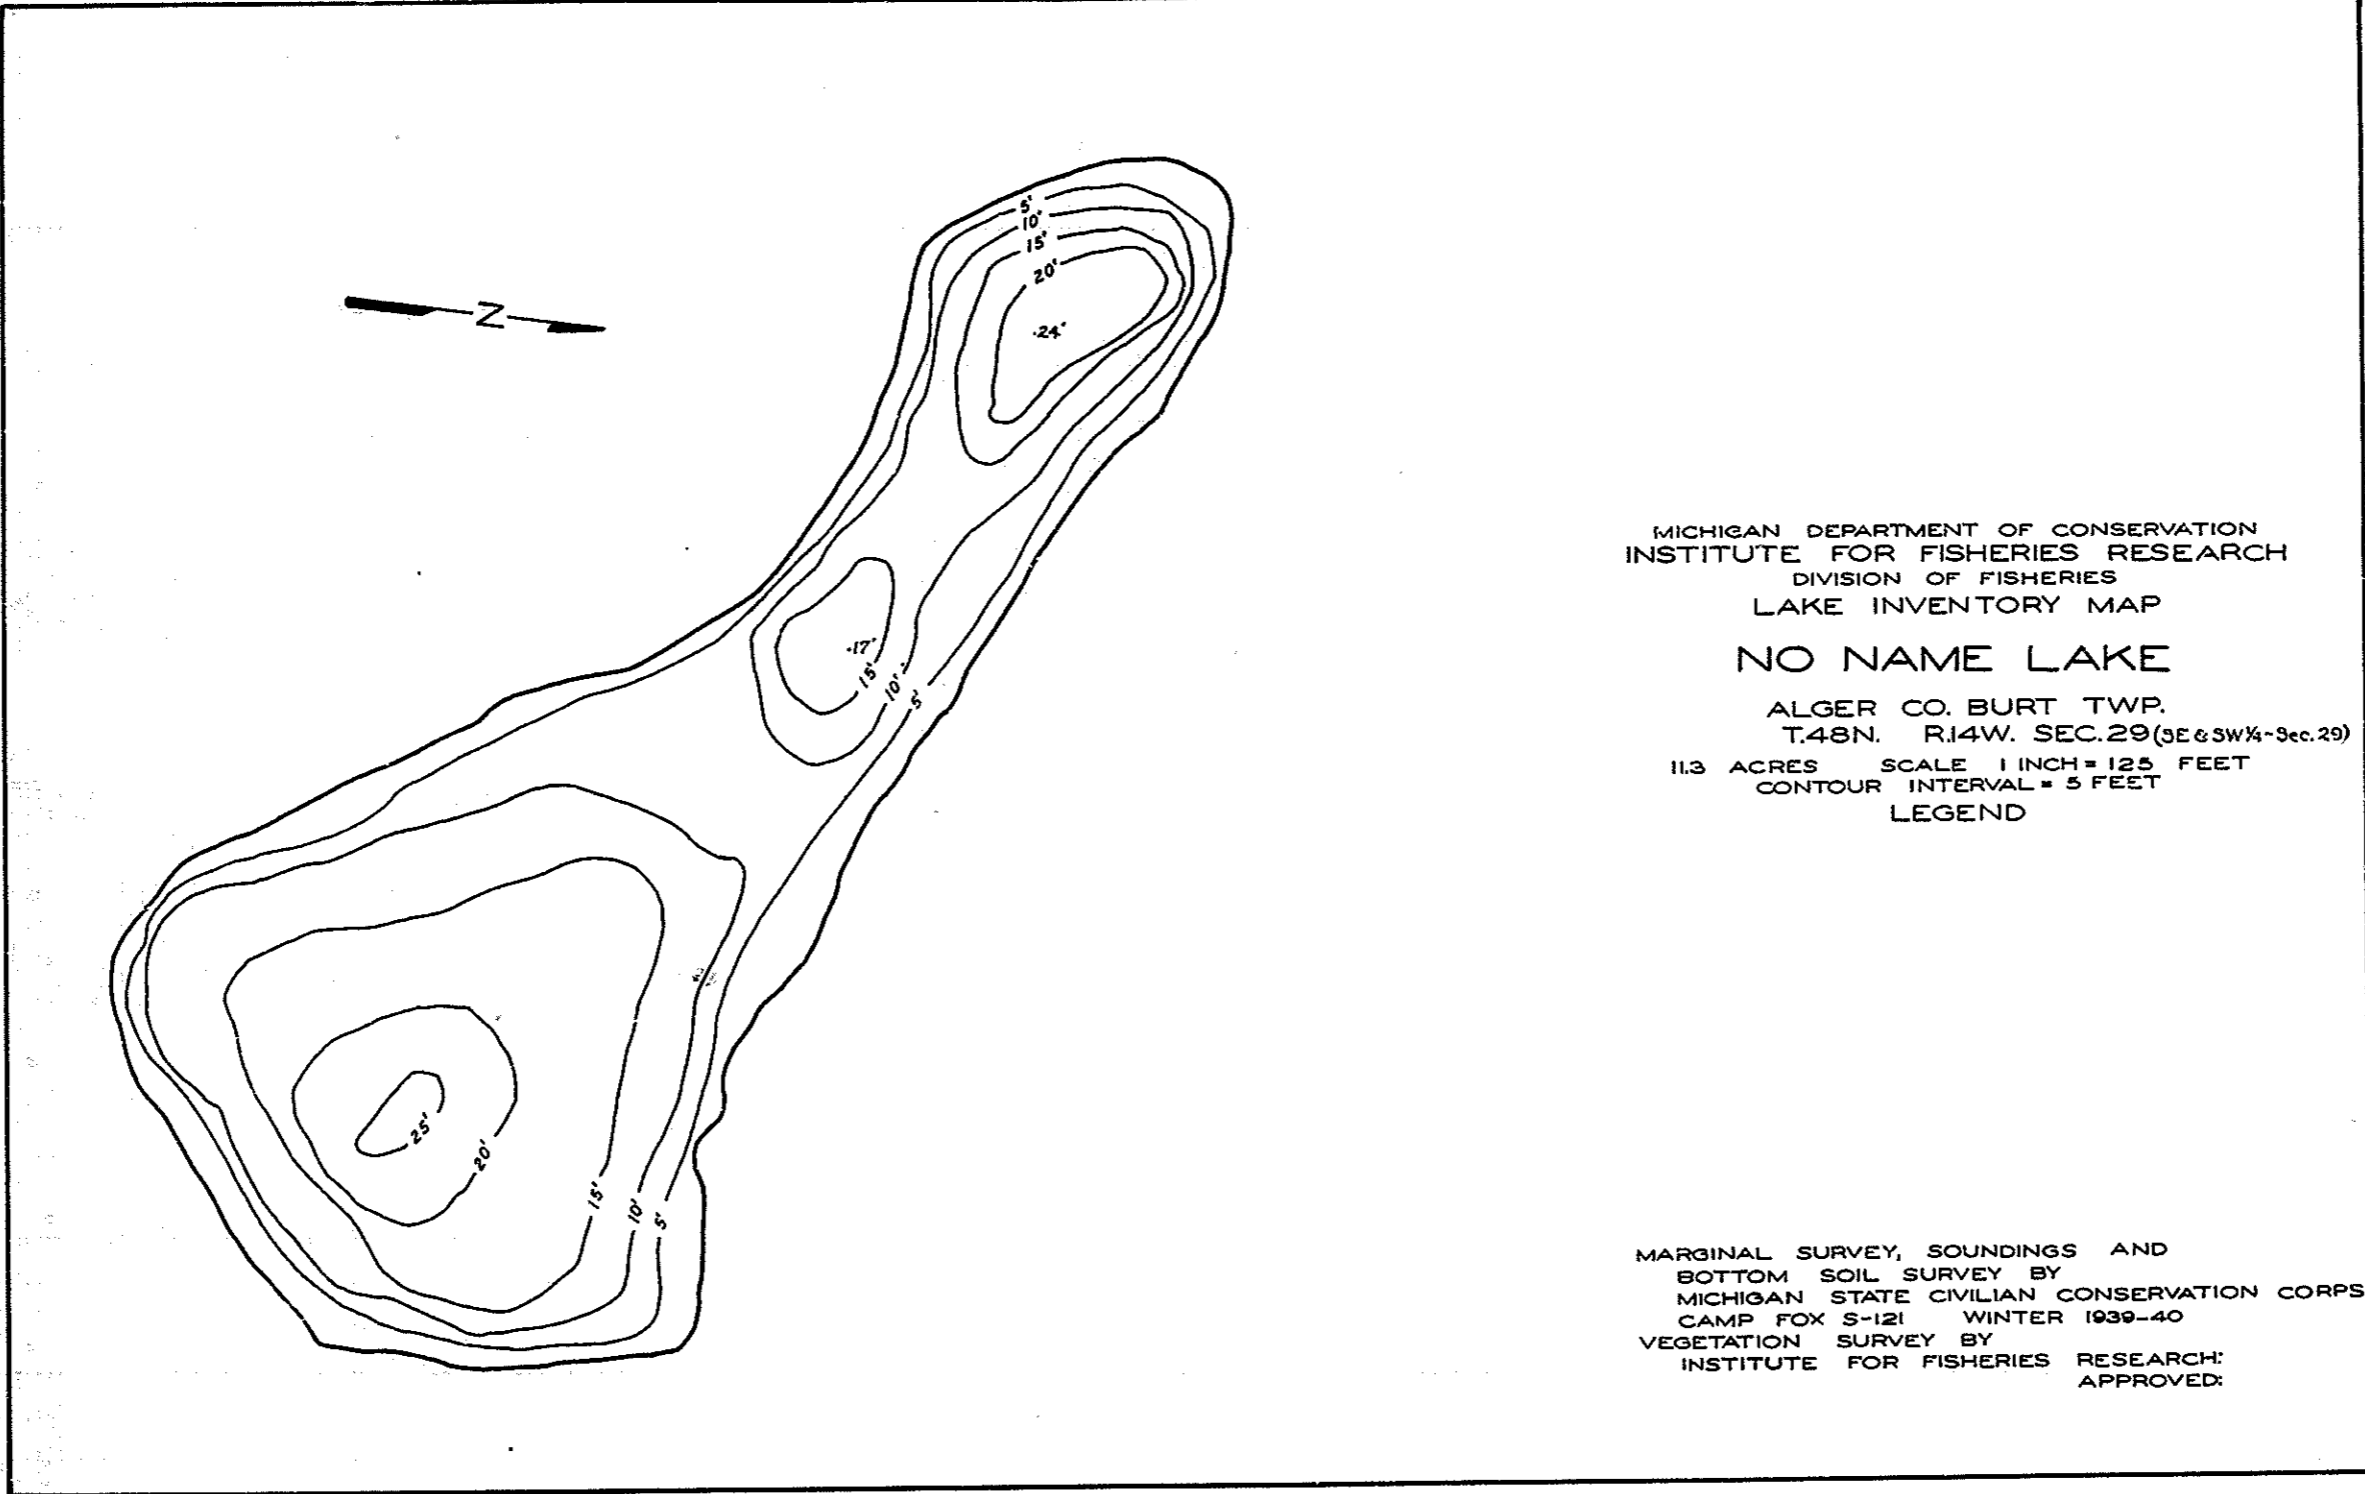 5'
10'
15'
20'
24'
N
17'
15'
10'
5'
25'
20'
15'
10'
5'
MICHIGAN DEPARTMENT OF CONSERVATION
INSTITUTE FOR FISHERIES RESEARCH
DIVISION OF FISHERIES
LAKE INVENTORY MAP
NO NAME LAKE
ALGER CO. BURT TWP.
T.48N. R.14W. SEC.29 (SE & SW¼-Sec.29)
11.3 ACRES SCALE 1 INCH = 125 FEET
CONTOUR INTERVAL = 5 FEET
LEGEND
MARGINAL SURVEY, SOUNDINGS AND
BOTTOM SOIL SURVEY BY
MICHIGAN STATE CIVILIAN CONSERVATION CORPS
CAMP FOX S-121 WINTER 1939-40
VEGETATION SURVEY BY
INSTITUTE FOR FISHERIES RESEARCH:
APPROVED: